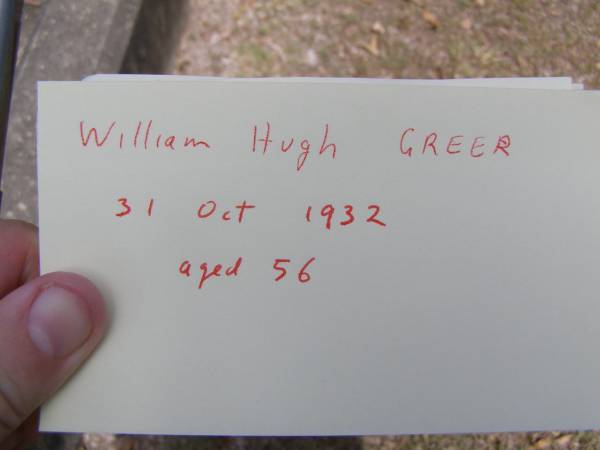 William Hugh GREER
31 Oct 1932
aged 56